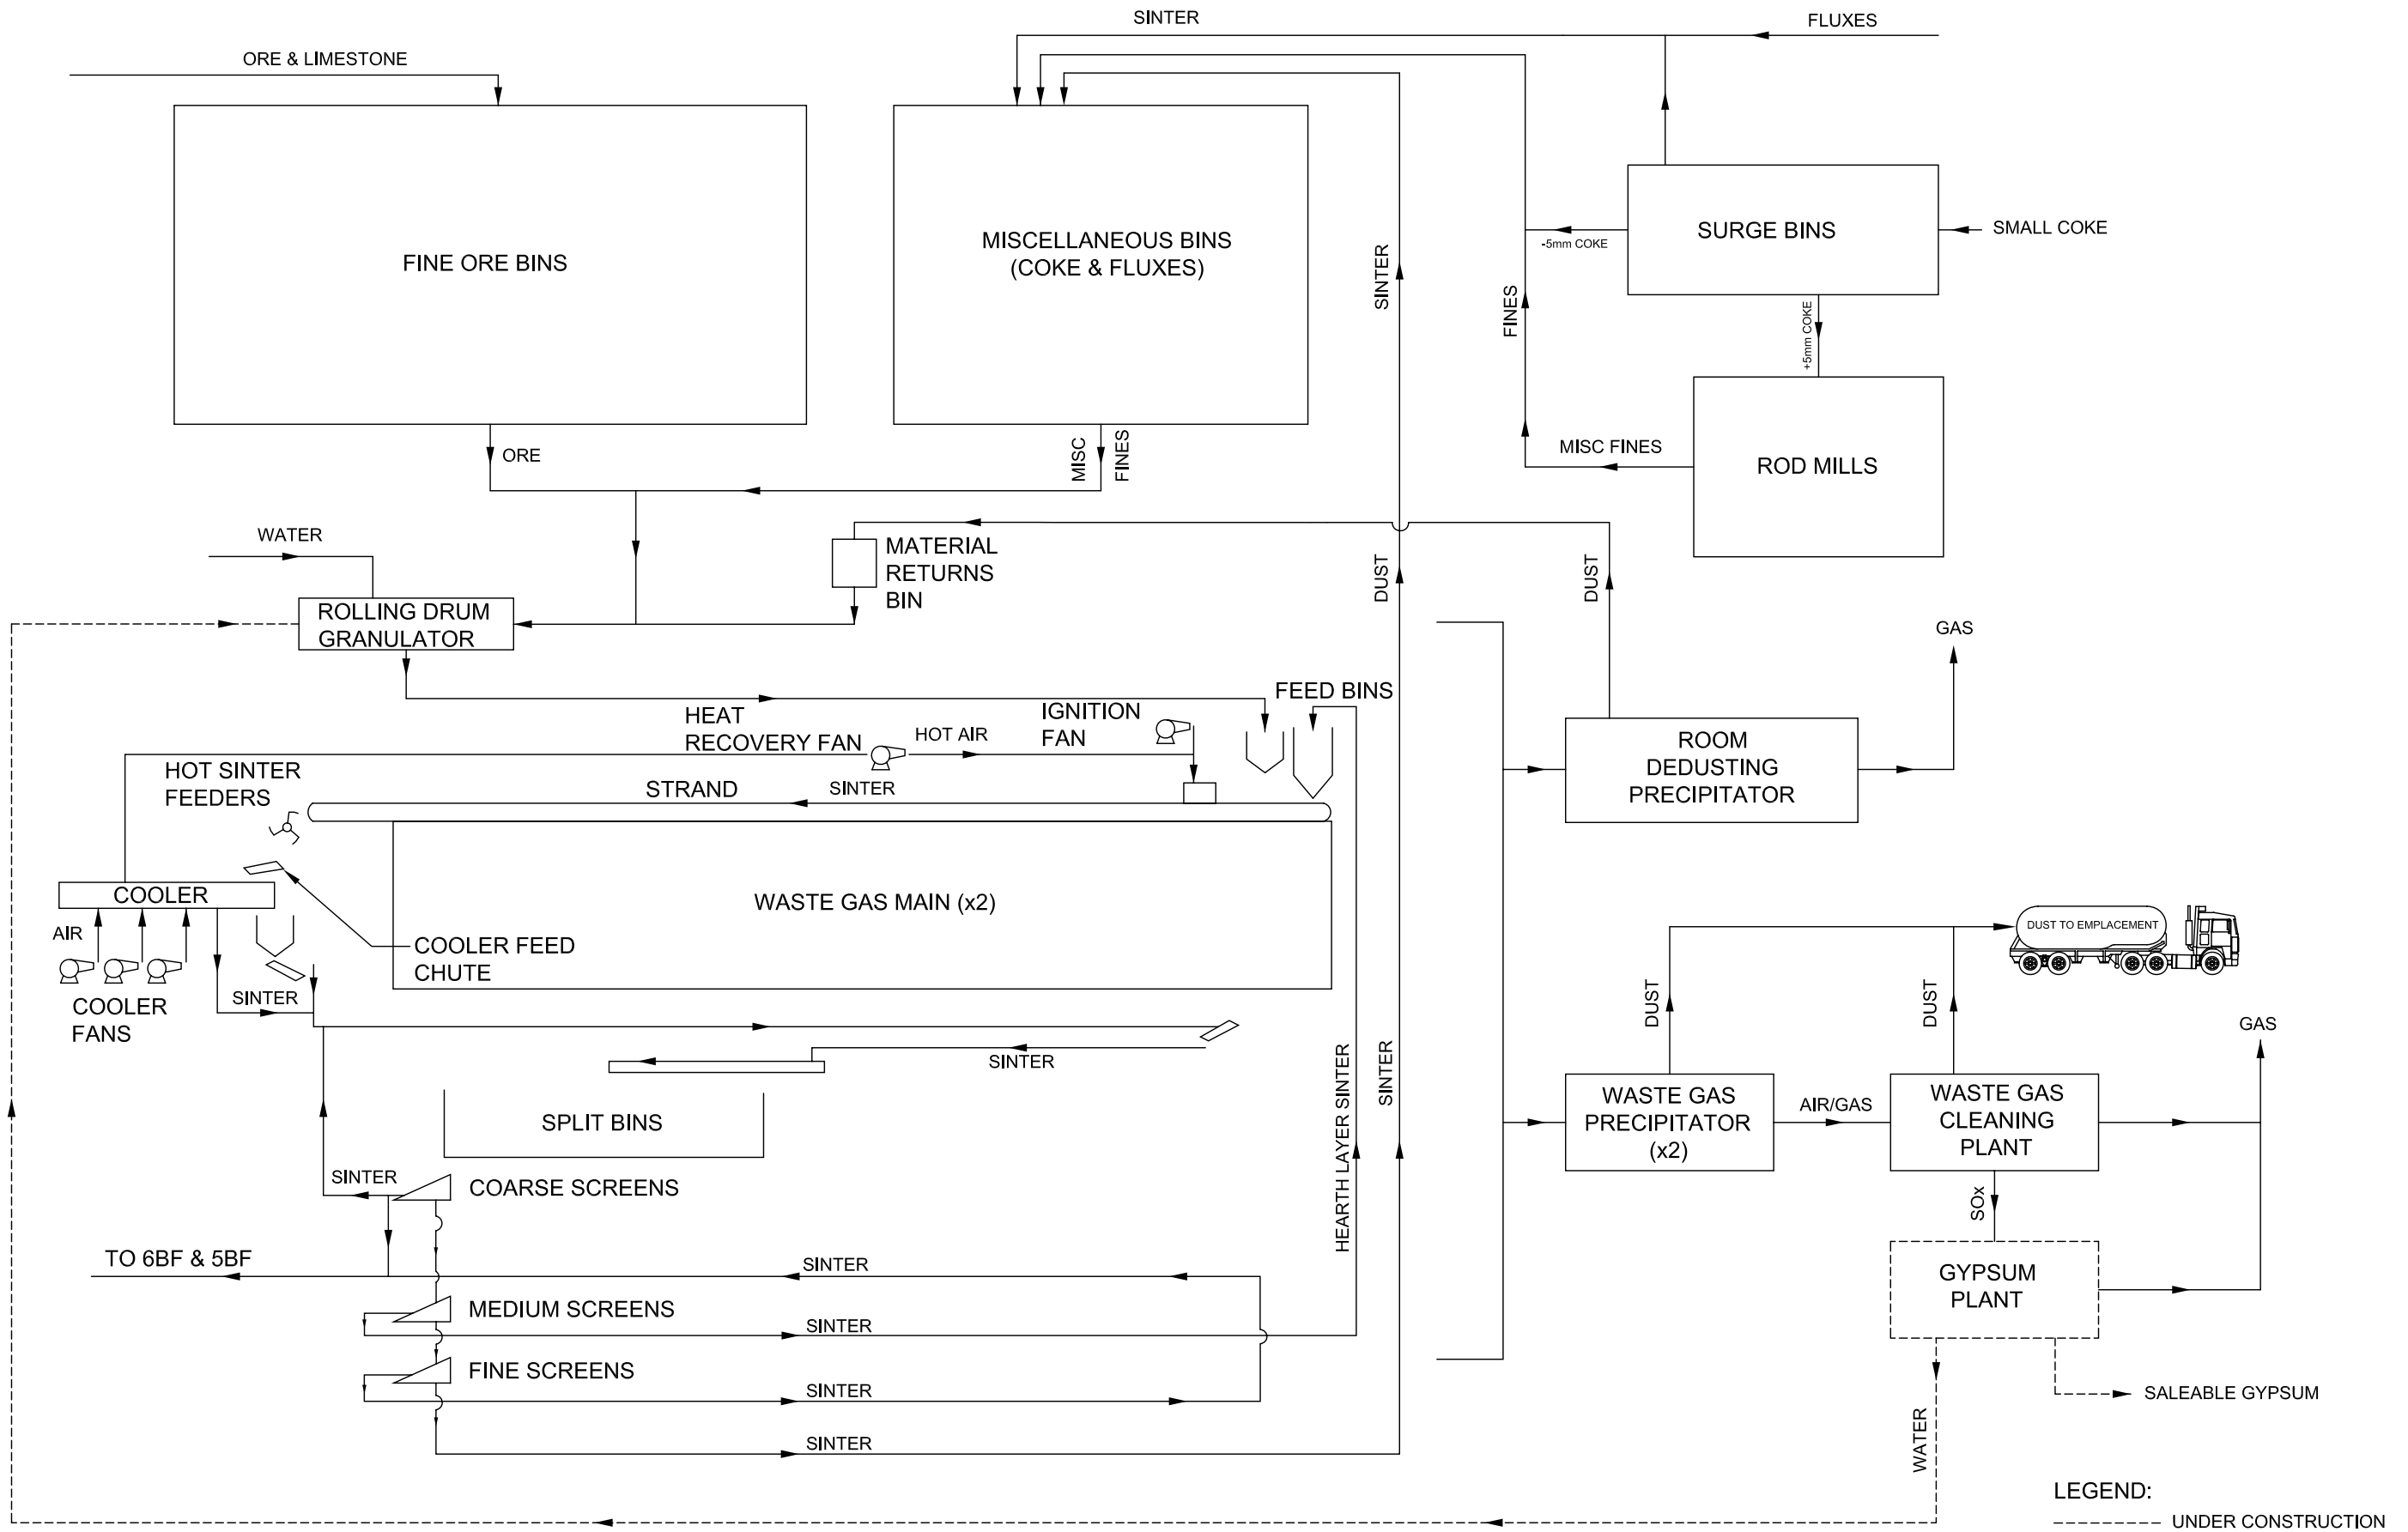 SINTER
FLUXES
ORE & LIMESTONE
FINE ORE BINS
MISCELLANEOUS BINS
(COKE & FLUXES)
SINTER
SURGE BINS
SMALL COKE
-5mm COKE
FINES
+5mm COKE
MISC FINES
ROD MILLS
ORE
MISC
FINES
WATER
MATERIAL
RETURNS
BIN
DUST
DUST
ROLLING DRUM
GRANULATOR
GAS
FEED BINS
HEAT
RECOVERY FAN
HOT AIR
IGNITION
FAN
ROOM
DEDUSTING
PRECIPITATOR
HOT SINTER
FEEDERS
STRAND
SINTER
COOLER
WASTE GAS MAIN (x2)
AIR
COOLER FEED
CHUTE
DUST TO EMPLACEMENT
SINTER
COOLER
FANS
DUST
DUST
GAS
SINTER
HEARTH LAYER SINTER
SINTER
SPLIT BINS
WASTE GAS
PRECIPITATOR
(x2)
AIR/GAS
WASTE GAS
CLEANING
PLANT
SINTER
COARSE SCREENS
SOx
TO 6BF & 5BF
SINTER
GYPSUM
PLANT
MEDIUM SCREENS
SINTER
FINE SCREENS
SINTER
SALEABLE GYPSUM
SINTER
WATER
LEGEND:
UNDER CONSTRUCTION